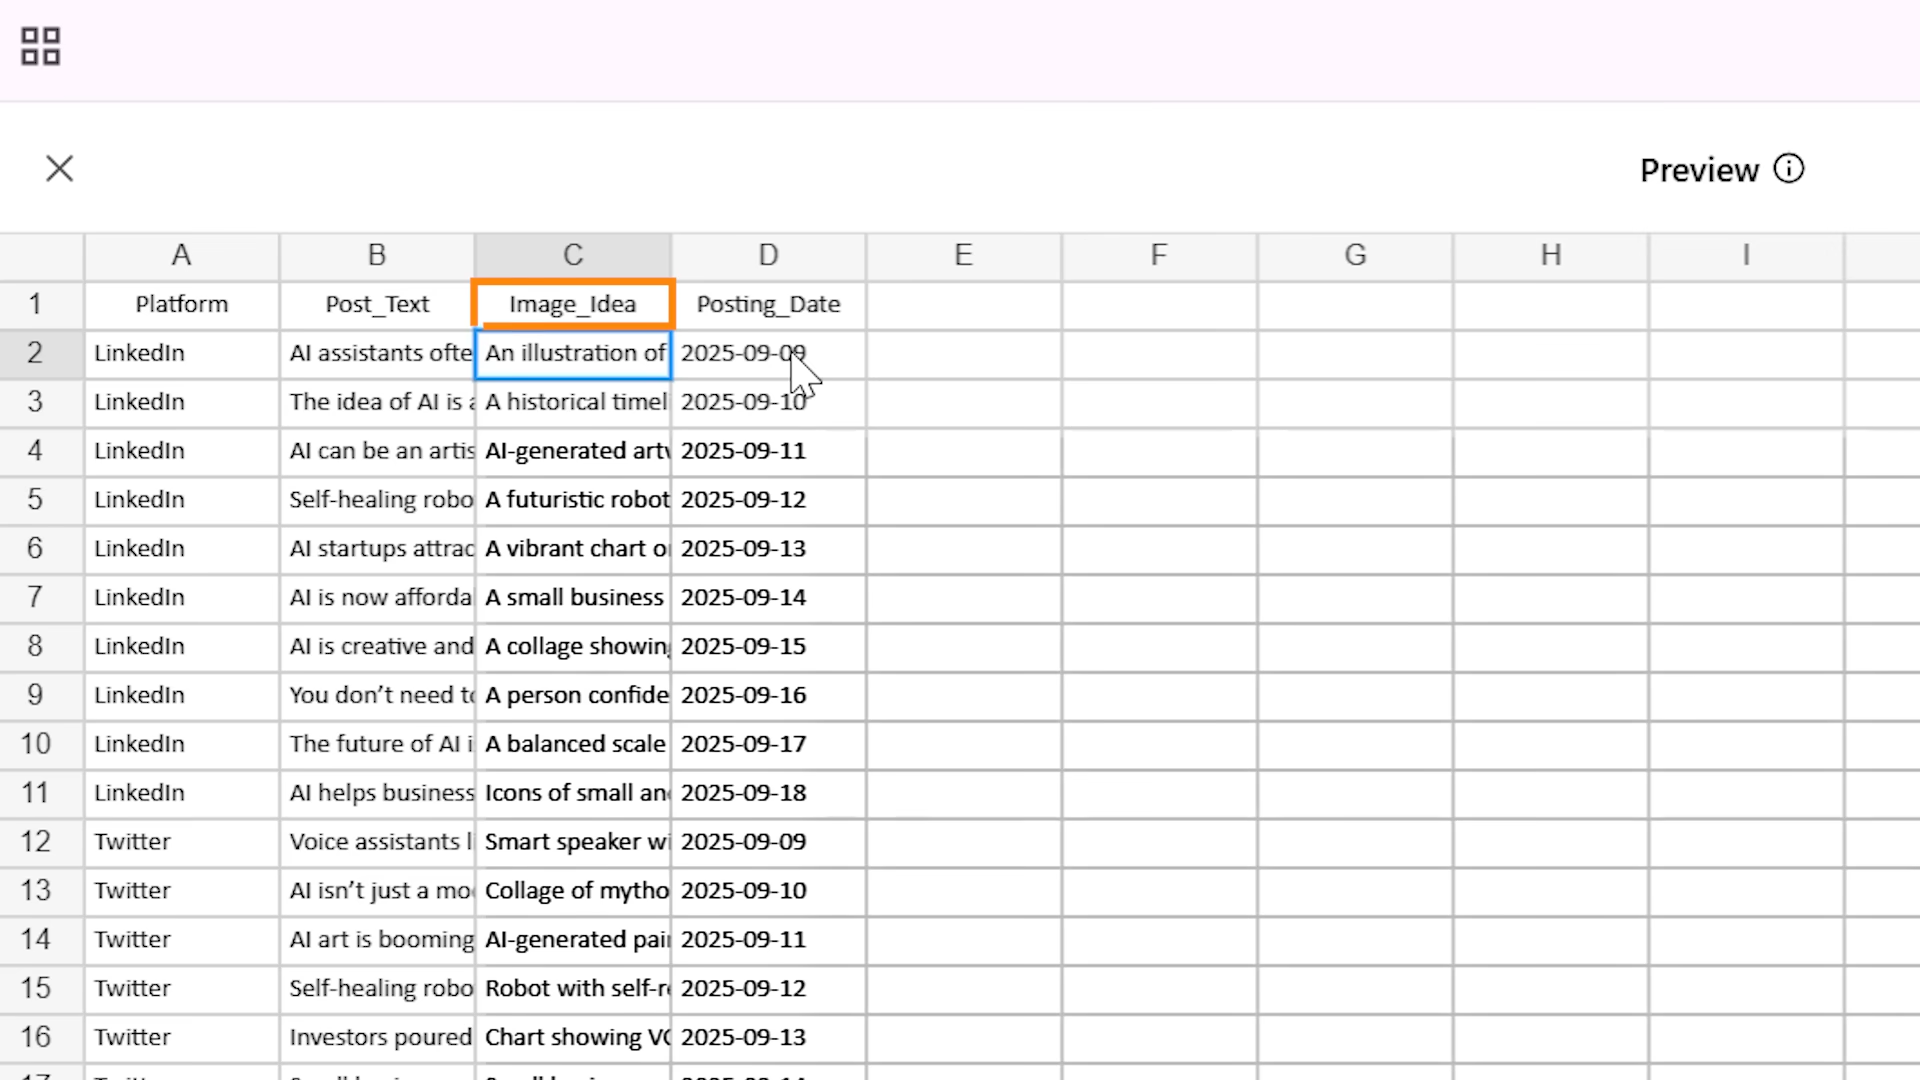 Preview
A B C D E F G H I
1 Platform Post_Text Image_Idea Posting_Date
2 LinkedIn AI assistants ofte An illustration of 2025-09-09
3 LinkedIn The idea of AI is A historical timel 2025-09-10
4 LinkedIn AI can be an artis AI-generated art 2025-09-11
5 LinkedIn Self-healing robo A futuristic robot 2025-09-12
6 LinkedIn AI startups attrac A vibrant chart o 2025-09-13
7 LinkedIn AI is now afforda A small business 2025-09-14
8 LinkedIn AI is creative and A collage showin 2025-09-15
9 LinkedIn You don’t need to A person confide 2025-09-16
10 LinkedIn The future of AI i A balanced scale 2025-09-17
11 LinkedIn AI helps business Icons of small an 2025-09-18
12 Twitter Voice assistants l Smart speaker wi 2025-09-09
13 Twitter AI isn’t just a mo Collage of mytho 2025-09-10
14 Twitter AI art is booming AI-generated pai 2025-09-11
15 Twitter Self-healing robo Robot with self-r 2025-09-12
16 Twitter Investors poured Chart showing VC 2025-09-13